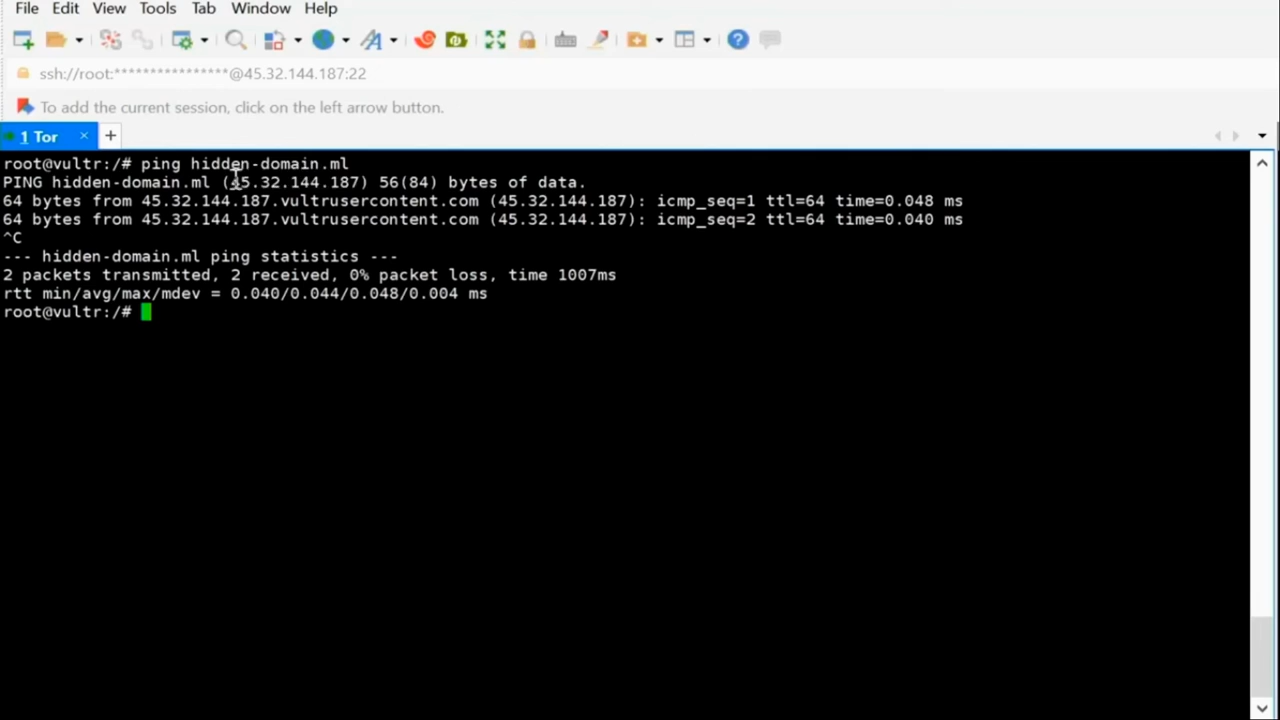 File Edit View Tools Tab Window Help
ssh://root:****************@45.32.144.187:22
To add the current session, click on the left arrow button.
1 Tor × +
root@vultr:/# ping hidden-domain.ml
PING hidden-domain.ml (45.32.144.187) 56(84) bytes of data.
64 bytes from 45.32.144.187.vultrusercontent.com (45.32.144.187): icmp_seq=1 ttl=64 time=0.048 ms
64 bytes from 45.32.144.187.vultrusercontent.com (45.32.144.187): icmp_seq=2 ttl=64 time=0.040 ms
^C
--- hidden-domain.ml ping statistics ---
2 packets transmitted, 2 received, 0% packet loss, time 1007ms
rtt min/avg/max/mdev = 0.040/0.044/0.048/0.004 ms
root@vultr:/#